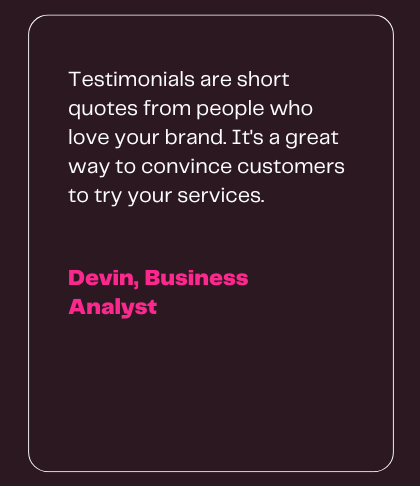 Testimonials are short
quotes from people who
love your brand. It's a great
way to convince customers
to try your services.
Devin, Business
Analyst